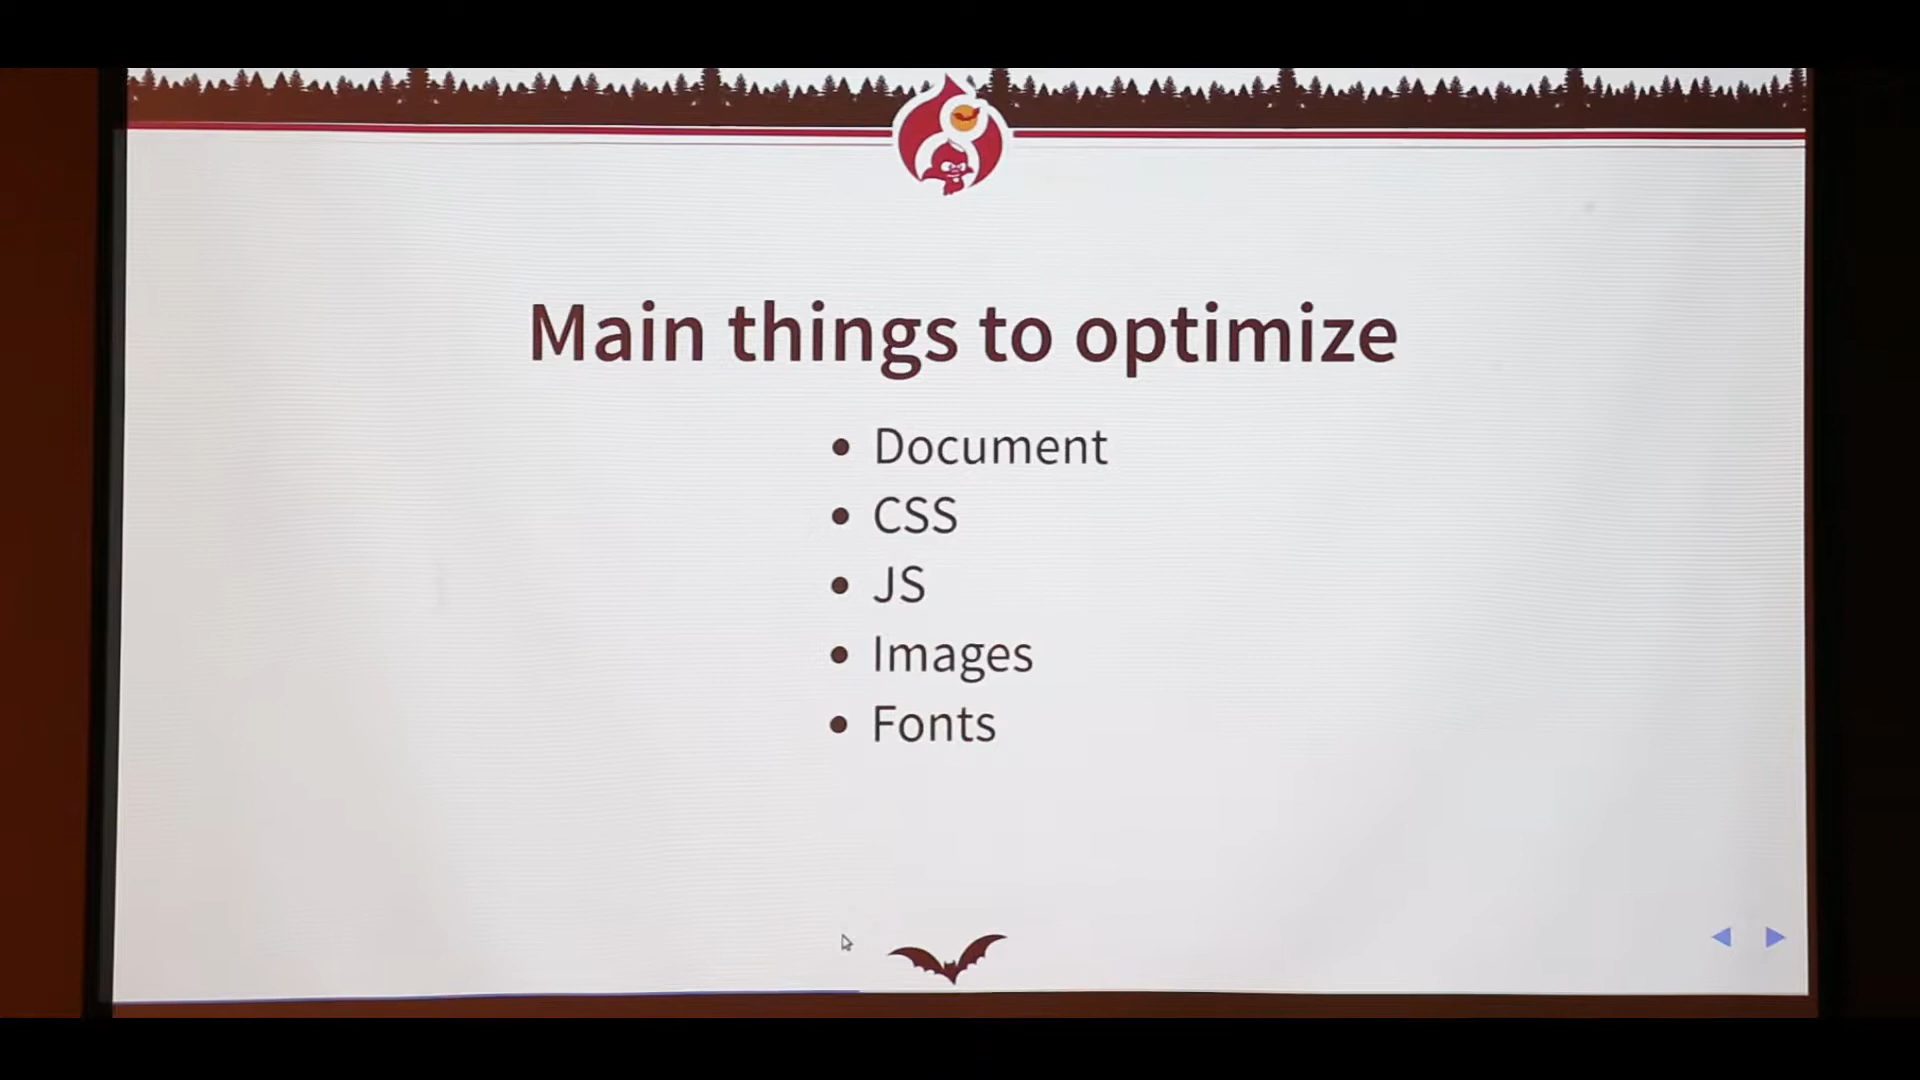 Main things to optimize
Document
CSS
JS
Images
Fonts